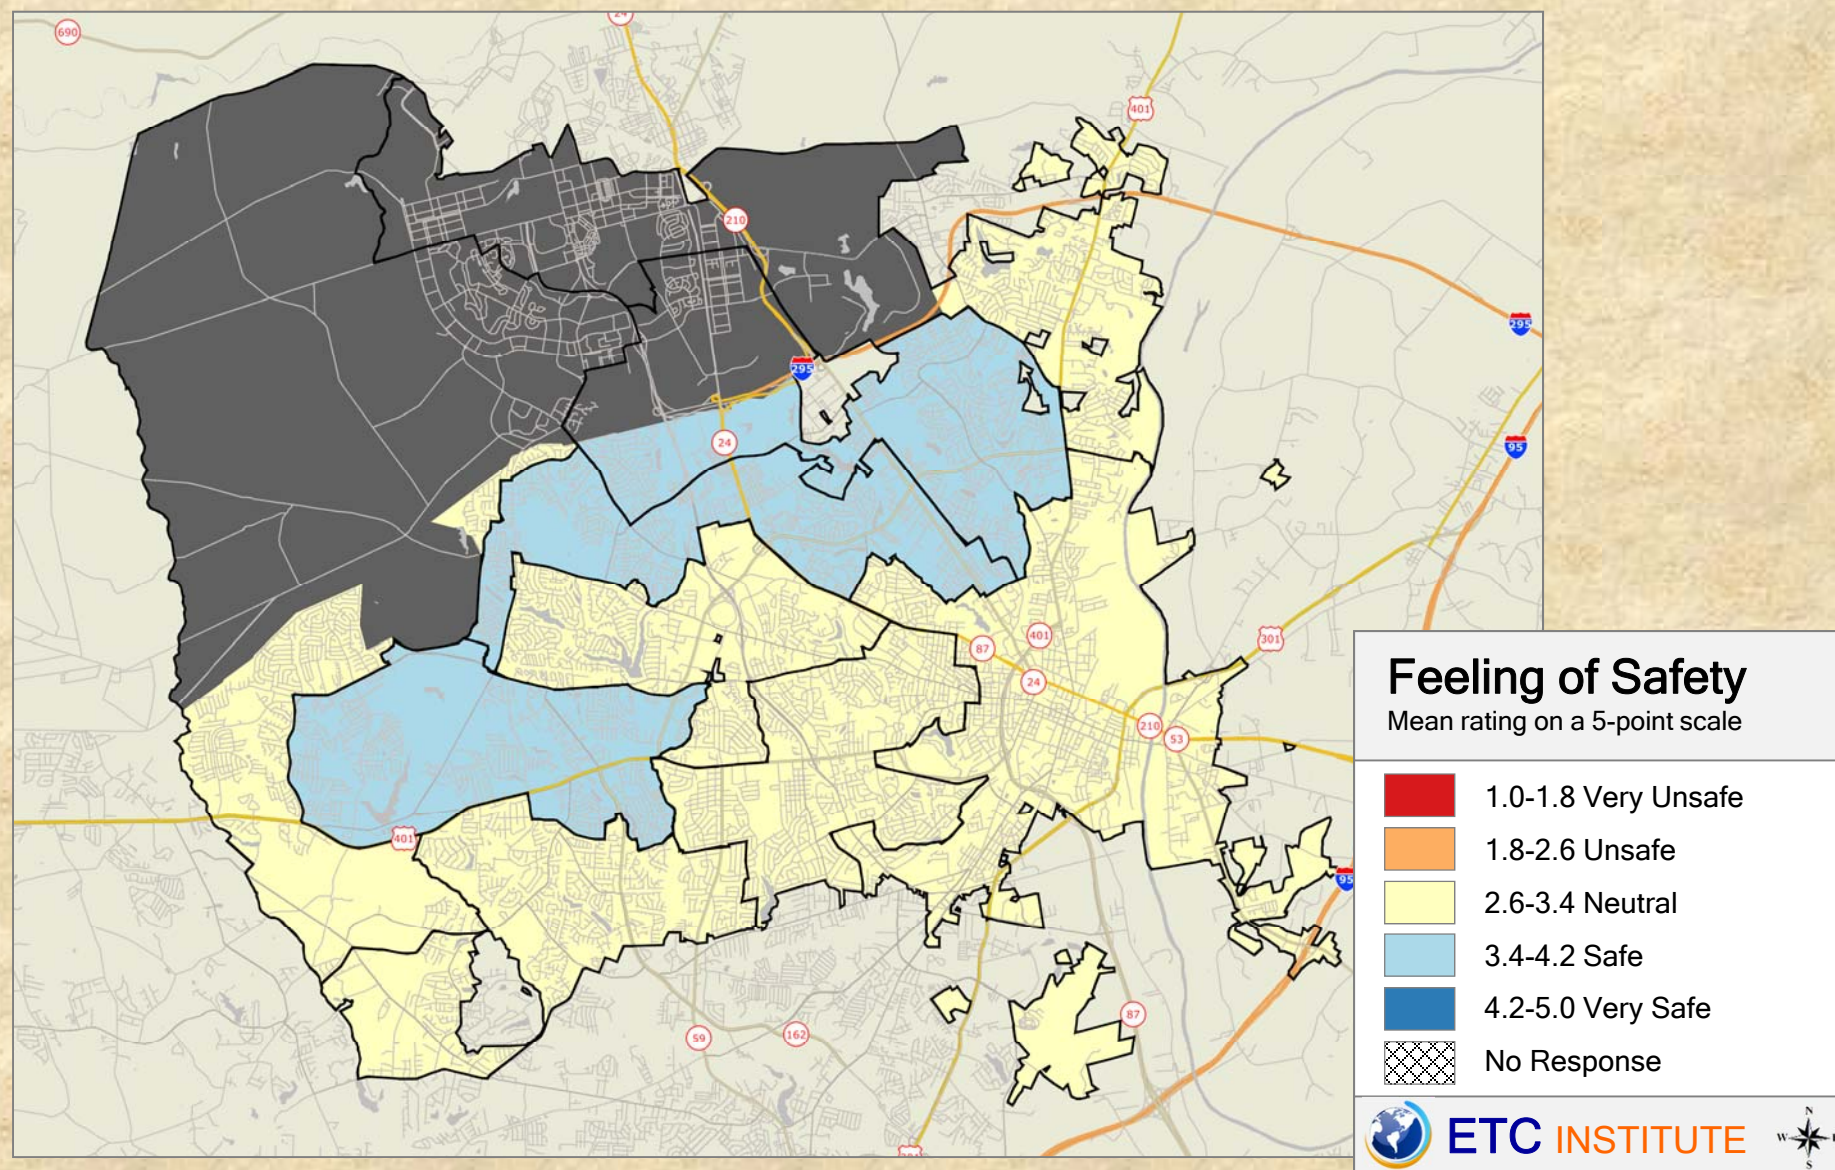 690
24
401
210
295
295
24
95
301
401
87
24
210
53
401
95
87
59
162
Feeling of Safety
Mean rating on a 5-point scale
1.0-1.8 Very Unsafe
1.8-2.6 Unsafe
2.6-3.4 Neutral
3.4-4.2 Safe
4.2-5.0 Very Safe
No Response
ETC INSTITUTE
N
W
S